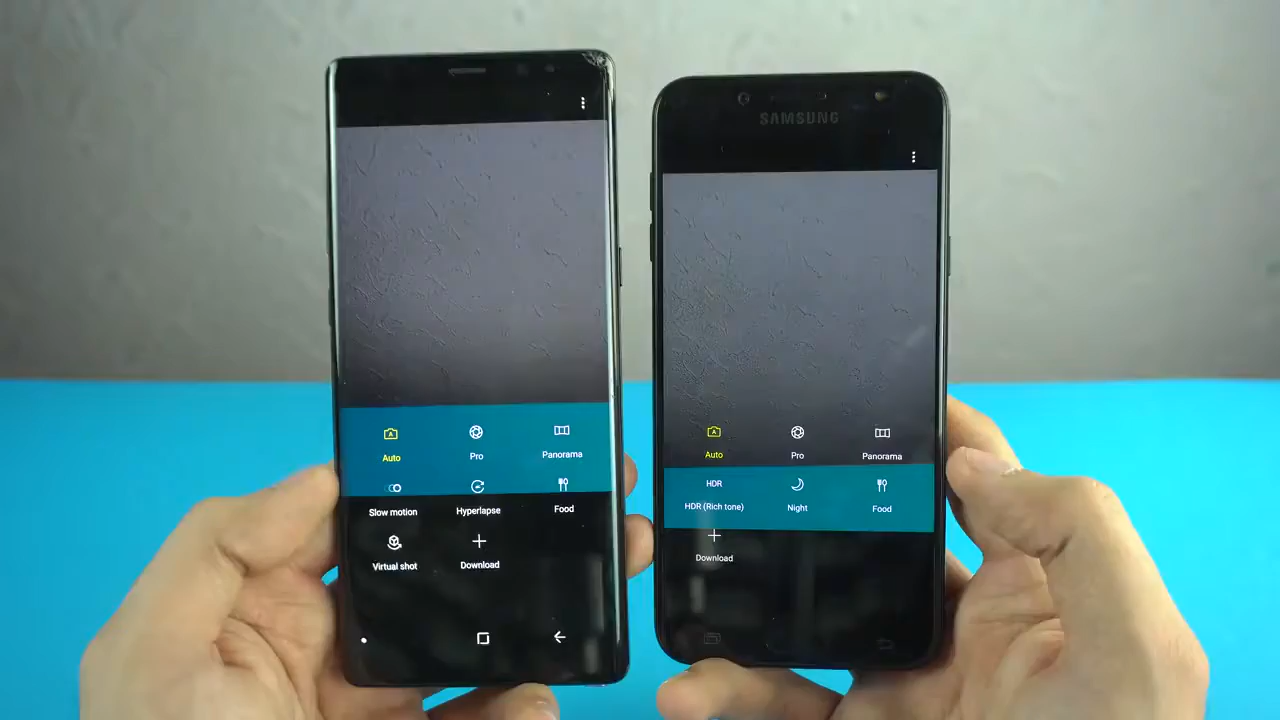 Auto Pro Panorama
Slow motion Hyperlapse Food
Virtual shot Download
SAMSUNG
Auto Pro Panorama
HDR
HDR (Rich tone) Night Food
Download